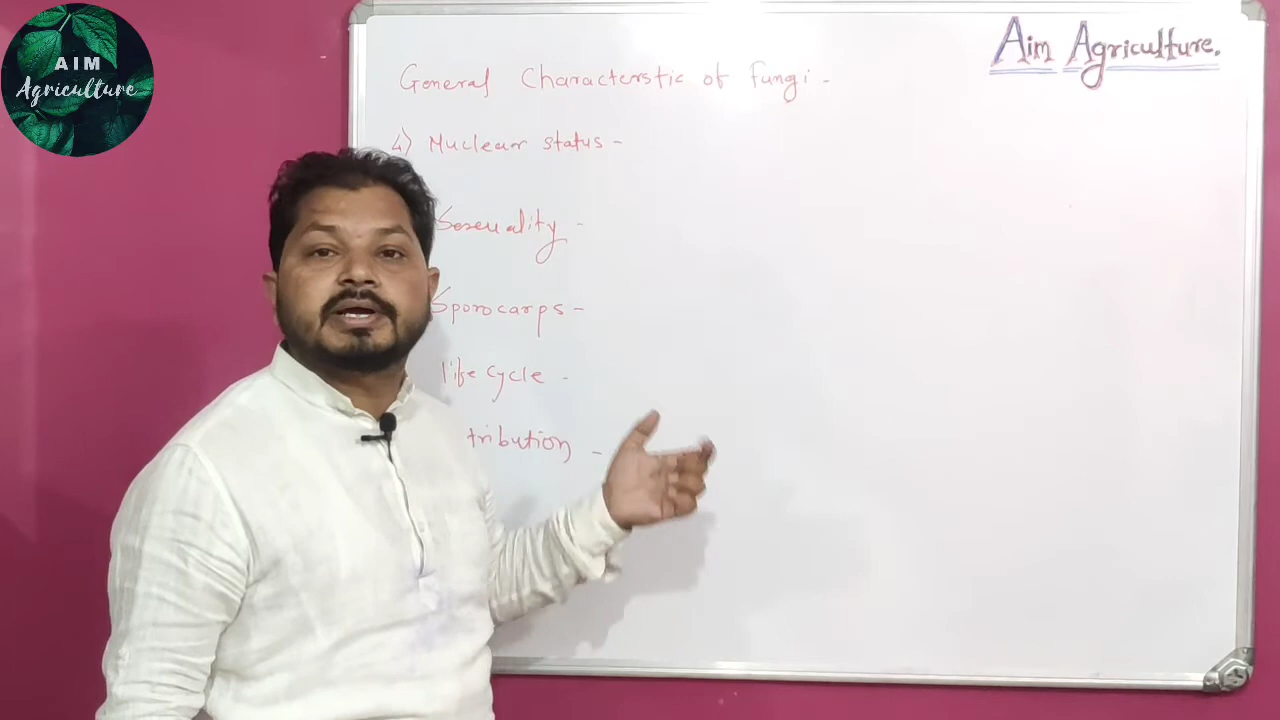 AIM
Agriculture
Aim Agriculture.
General Characterstic of fungi -
4) Nuclear status -
Sexuality -
Sporocarps -
life cycle -
tribution -